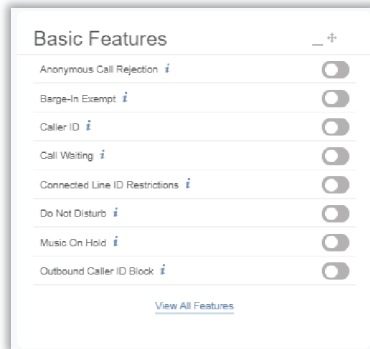 Basic Features
Anonymous Call Rejection i
Barge-In Exempt i
Caller ID i
Call Waiting i
Connected Line ID Restrictions i
Do Not Disturb i
Music On Hold i
Outbound Caller ID Block i
View All Features